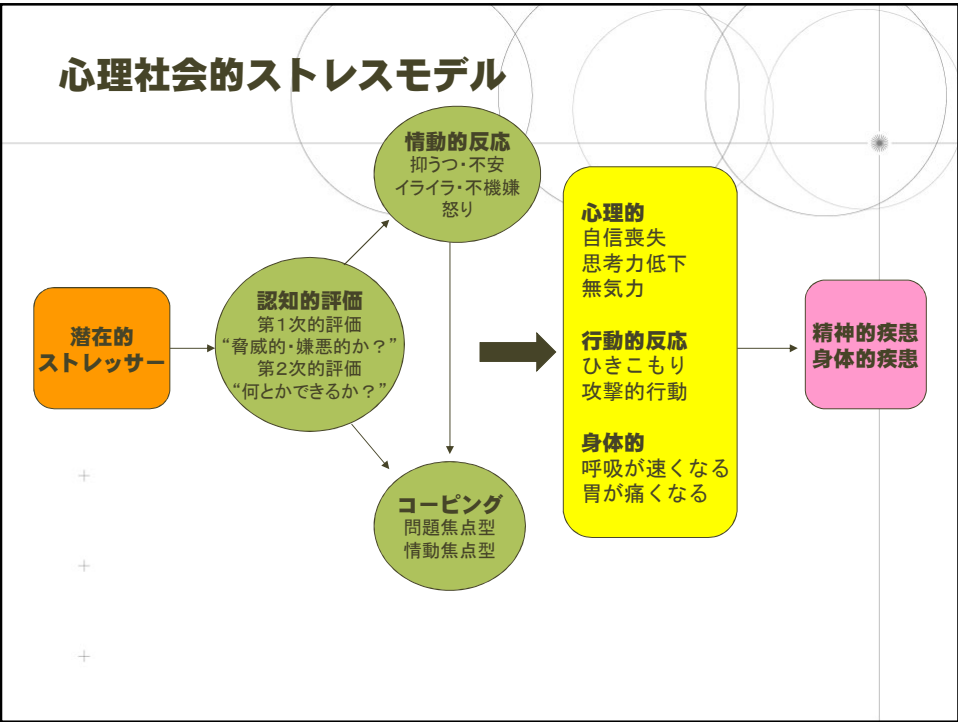 心理社会的ストレスモデル
情動的反応
抑うつ・不安
イライラ・不機嫌
怒り
潜在的
ストレッサー
認知的評価
第1次的評価
“脅威的・嫌悪的か？”
第2次的評価
“何とかできるか？”
コーピング
問題焦点型
情動焦点型
心理的
自信喪失
思考力低下
無気力
行動的反応
ひきこもり
攻撃的行動
身体的
呼吸が速くなる
胃が痛くなる
精神的疾患
身体的疾患